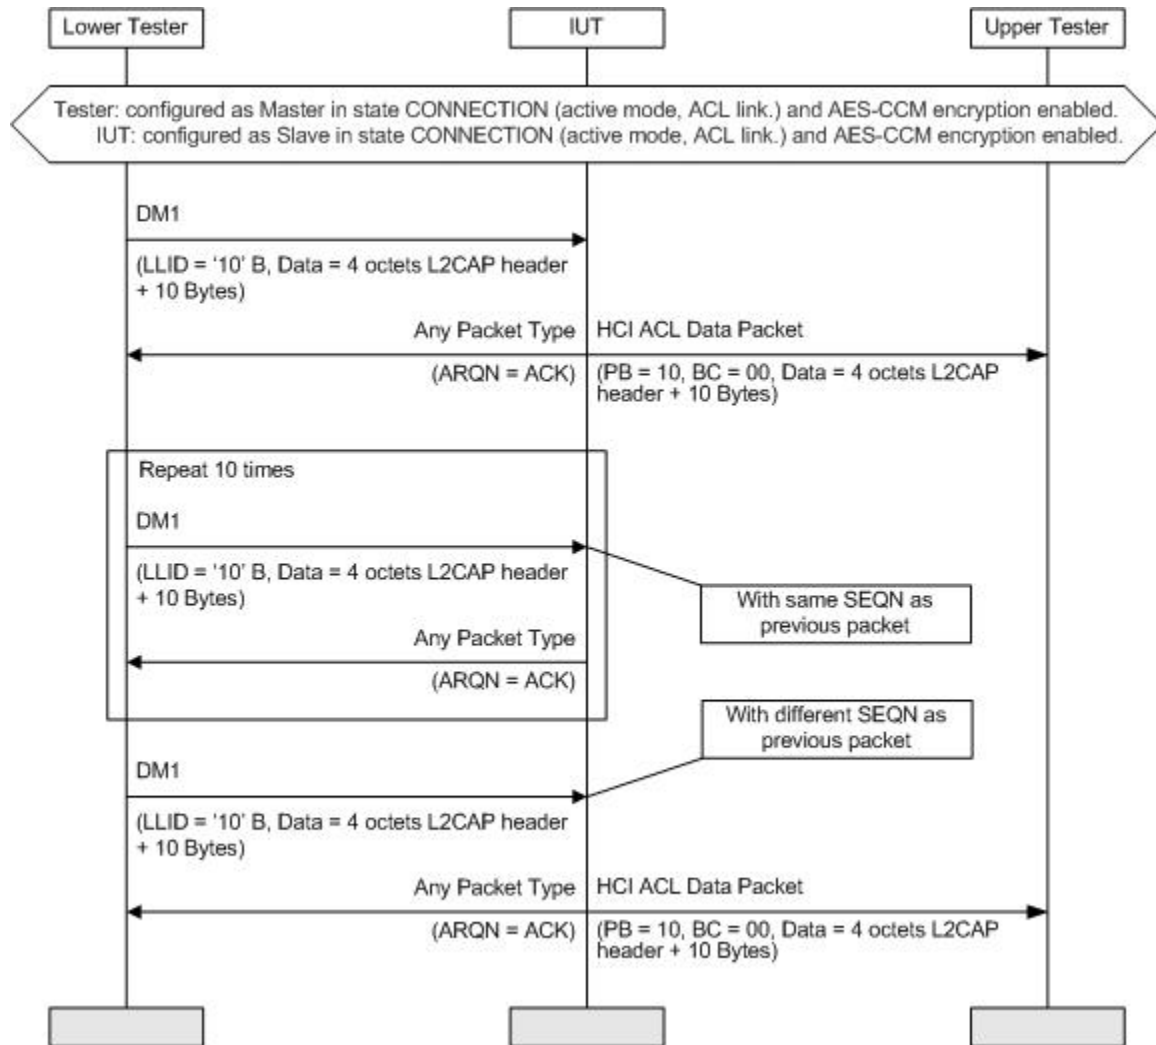 Lower Tester
IUT
Upper Tester
Tester: configured as Master in state CONNECTION (active mode, ACL link.) and AES-CCM encryption enabled.
IUT: configured as Slave in state CONNECTION (active mode, ACL link.) and AES-CCM encryption enabled.
DM1
(LLID = '10' B, Data = 4 octets L2CAP header
+ 10 Bytes)
Any Packet Type
HCI ACL Data Packet
(ARQN = ACK)
(PB = 10, BC = 00, Data = 4 octets L2CAP
header + 10 Bytes)
Repeat 10 times
DM1
(LLID = '10' B, Data = 4 octets L2CAP header
+ 10 Bytes)
With same SEQN as
previous packet
Any Packet Type
(ARQN = ACK)
With different SEQN as
previous packet
DM1
(LLID = '10' B, Data = 4 octets L2CAP header
+ 10 Bytes)
Any Packet Type
HCI ACL Data Packet
(ARQN = ACK)
(PB = 10, BC = 00, Data = 4 octets L2CAP
header + 10 Bytes)